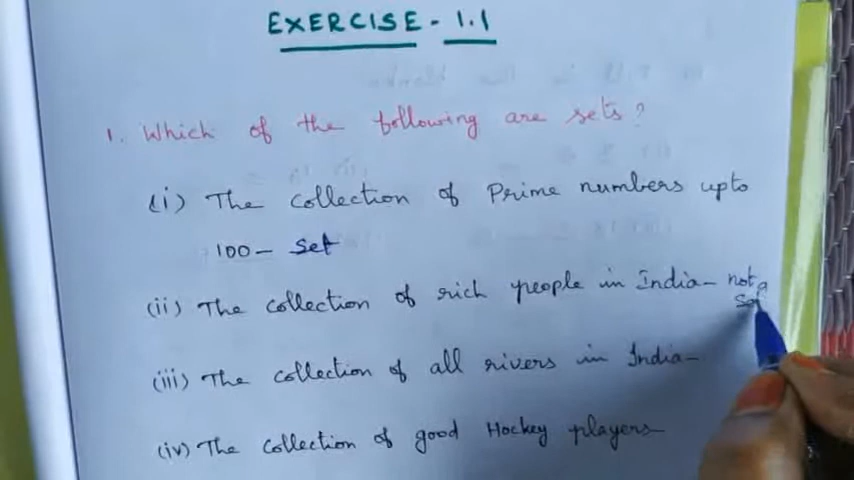 EXERCISE - 1.1
1. Which of the following are sets?
(i) The collection of Prime numbers upto
100 - Set
(ii) The collection of rich people in India - not a
(iii) The collection of all rivers in India -
(iv) The collection of good Hockey players -